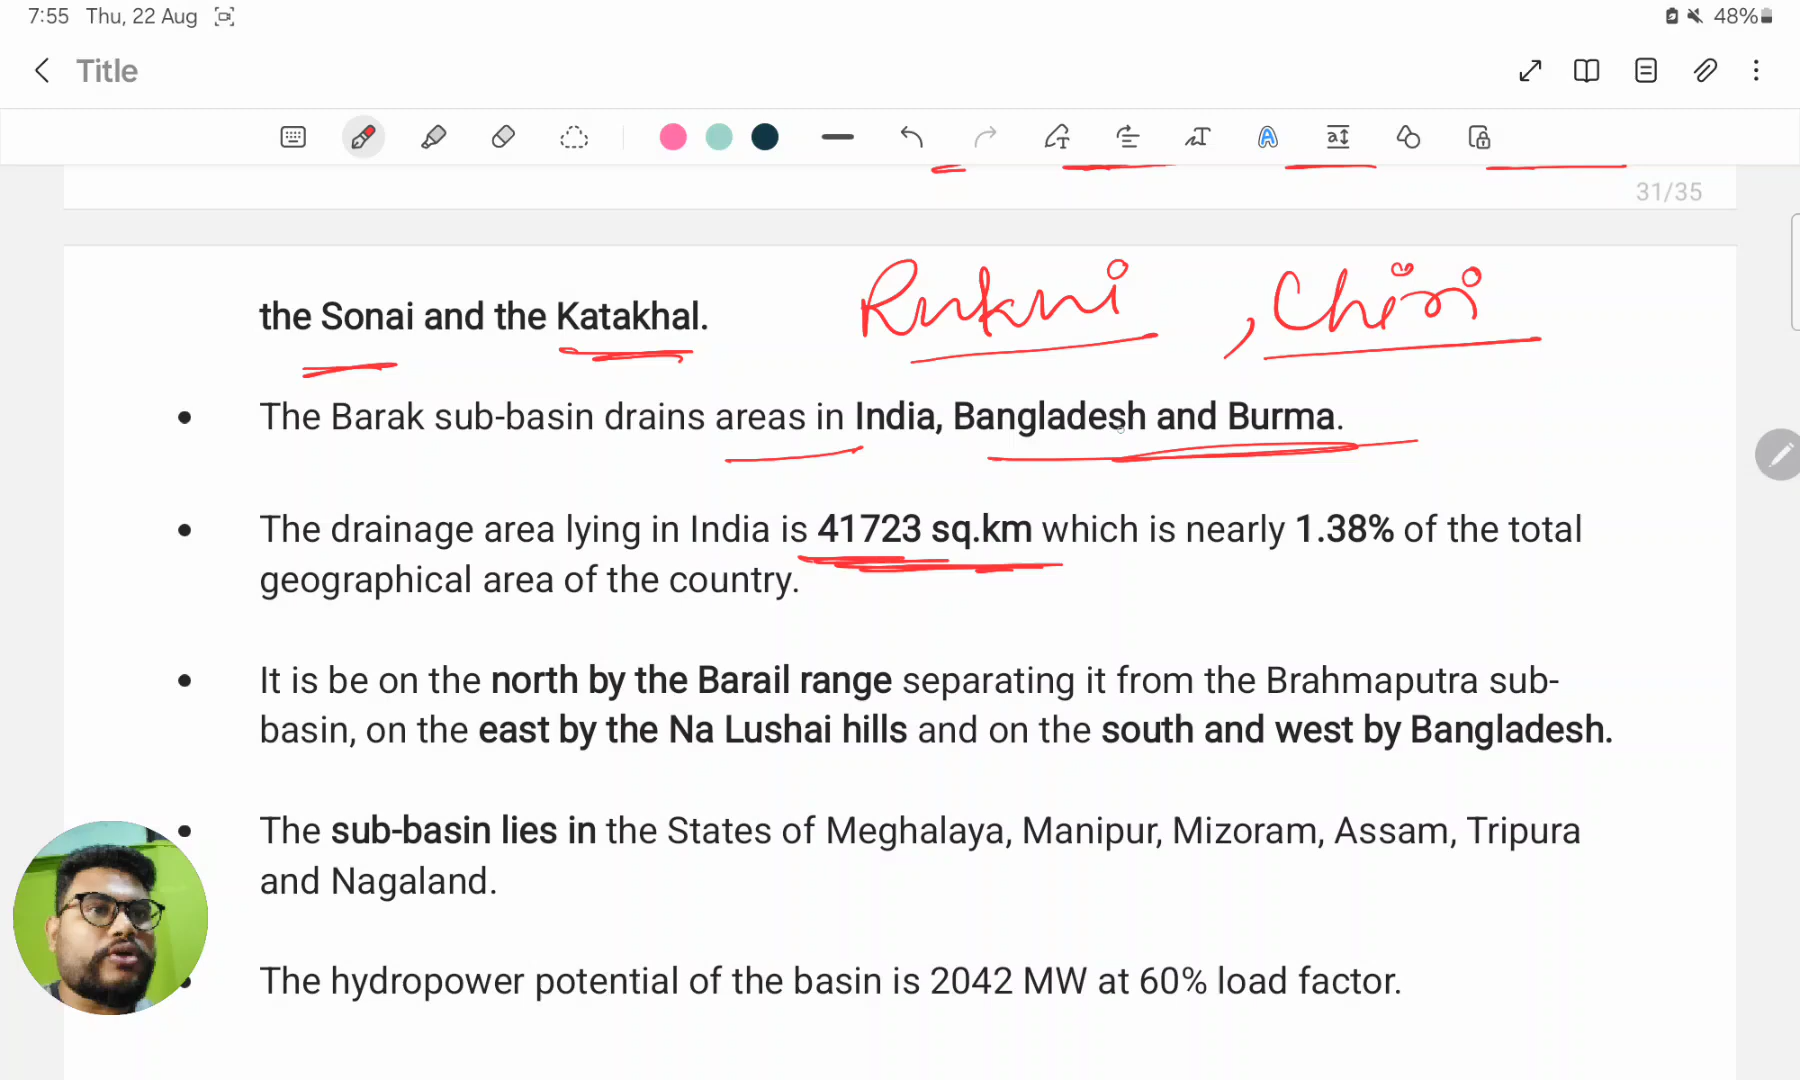 7:55 Thu, 22 Aug 48%
Title
31/35
the Sonai and the Katakhal. Rukni , Chiri
• The Barak sub-basin drains areas in India, Bangladesh and Burma.
• The drainage area lying in India is 41723 sq.km which is nearly 1.38% of the total
geographical area of the country.
• It is be on the north by the Barail range separating it from the Brahmaputra sub-
basin, on the east by the Na Lushai hills and on the south and west by Bangladesh.
• The sub-basin lies in the States of Meghalaya, Manipur, Mizoram, Assam, Tripura
and Nagaland.
• The hydropower potential of the basin is 2042 MW at 60% load factor.